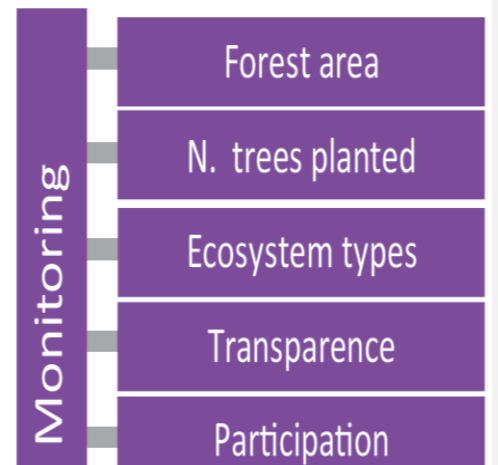 Monitoring
Forest area
N. trees planted
Ecosystem types
Transparence
Participation